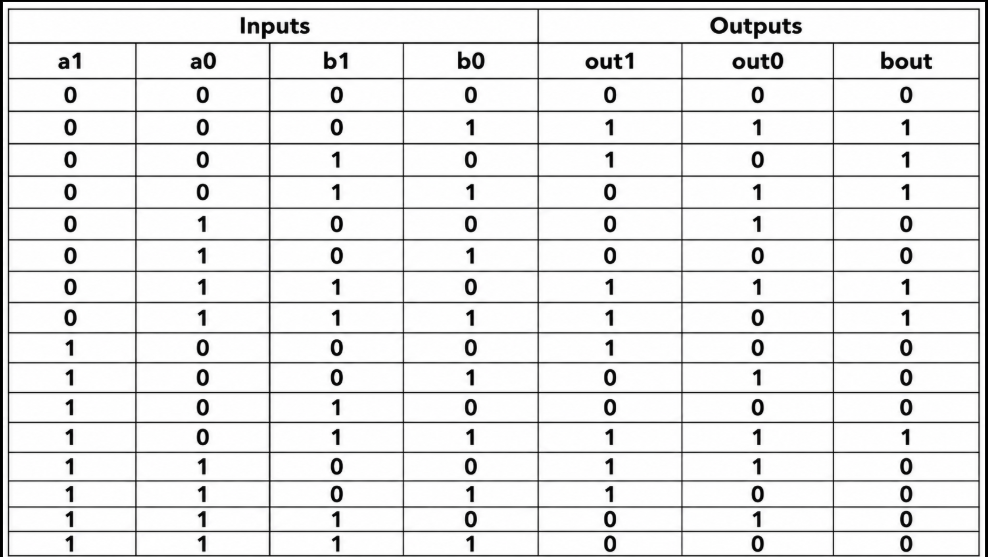 Inputs Outputs
a1 a0 b1 b0 out1 out0 bout
0 0 0 0 0 0 0
0 0 0 1 1 1 1
0 0 1 0 1 0 1
0 0 1 1 0 1 1
0 1 0 0 0 1 0
0 1 0 1 0 0 0
0 1 1 0 1 1 1
0 1 1 1 1 0 1
1 0 0 0 1 0 0
1 0 0 1 0 1 0
1 0 1 0 0 0 0
1 0 1 1 1 1 1
1 1 0 0 1 1 0
1 1 0 1 1 0 0
1 1 1 0 0 1 0
1 1 1 1 0 0 0